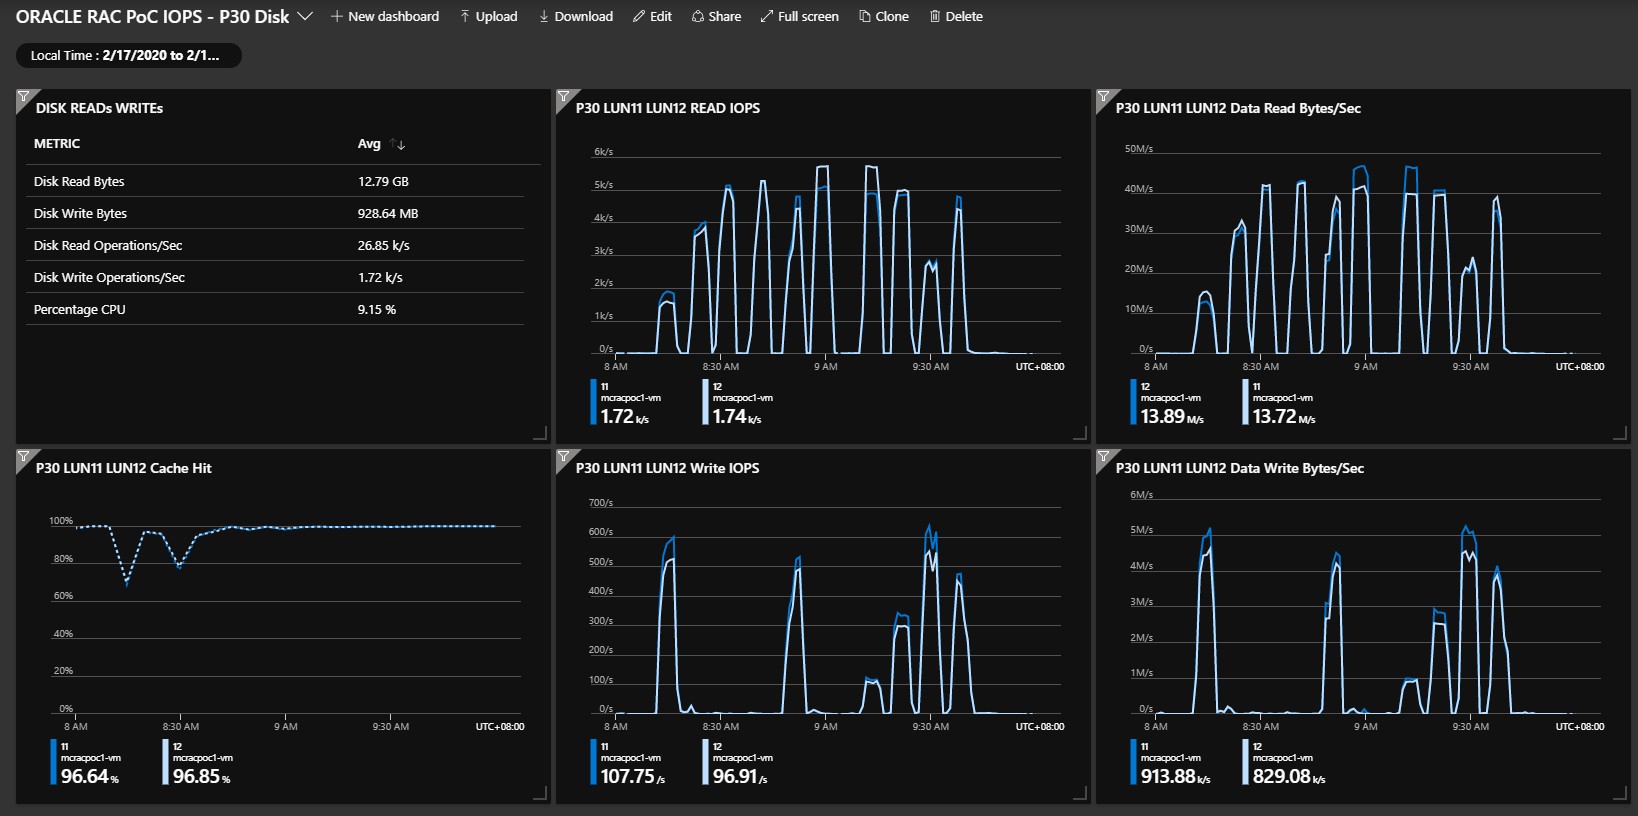 ORACLE RAC PoC IOPS - P30 Disk New dashboard Upload Download Edit Share Full screen Clone Delete
Local Time : 2/17/2020 to 2/1...
DISK READs WRITEs
METRIC Avg
Disk Read Bytes 12.79 GB
Disk Write Bytes 928.64 MB
Disk Read Operations/Sec 26.85 k/s
Disk Write Operations/Sec 1.72 k/s
Percentage CPU 9.15 %
P30 LUN11 LUN12 READ IOPS
6k/s
5k/s
4k/s
3k/s
2k/s
1k/s
0/s
8 AM 8:30 AM 9 AM 9:30 AM UTC+08:00
11 12
mcracpoc1-vm mcracpoc1-vm
1.72 k/s 1.74 k/s
P30 LUN11 LUN12 Data Read Bytes/Sec
50M/s
40M/s
30M/s
20M/s
10M/s
0/s
8 AM 8:30 AM 9 AM 9:30 AM UTC+08:00
12 11
mcracpoc1-vm mcracpoc1-vm
13.89 M/s 13.72 M/s
P30 LUN11 LUN12 Cache Hit
100%
80%
60%
40%
20%
0%
8 AM 8:30 AM 9 AM 9:30 AM UTC+08:00
11 12
mcracpoc1-vm mcracpoc1-vm
96.64 % 96.85 %
P30 LUN11 LUN12 Write IOPS
700/s
600/s
500/s
400/s
300/s
200/s
100/s
0/s
8 AM 8:30 AM 9 AM 9:30 AM UTC+08:00
11 12
mcracpoc1-vm mcracpoc1-vm
107.75 /s 96.91 /s
P30 LUN11 LUN12 Data Write Bytes/Sec
6M/s
5M/s
4M/s
3M/s
2M/s
1M/s
0/s
8 AM 8:30 AM 9 AM 9:30 AM UTC+08:00
11 12
mcracpoc1-vm mcracpoc1-vm
913.88 k/s 829.08 k/s